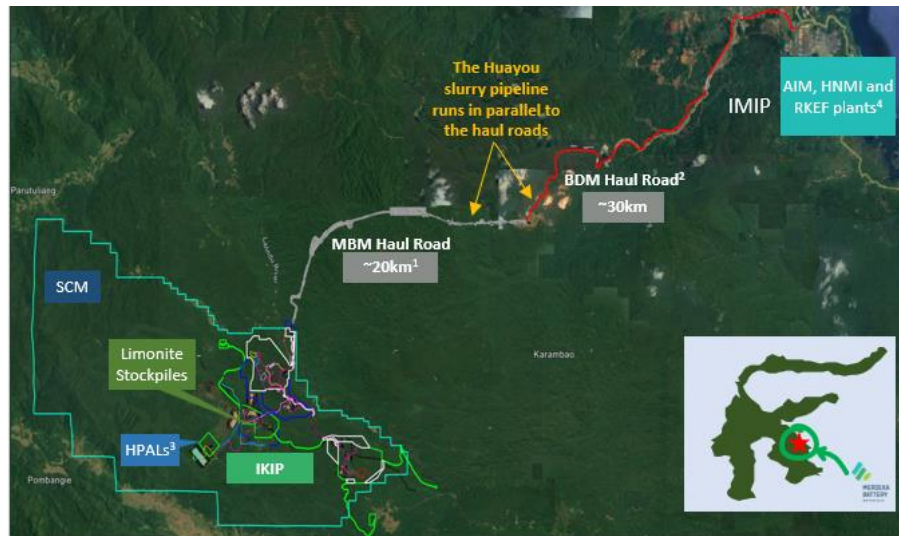 The Huayou
slurry pipeline
runs in parallel to
the haul roads
IMIP
AIM, HNMI and
RKEF plants⁴
BDM Haul Road²
~30km
Parutuliang
MBM Haul Road
~20km¹
SCM
Limonite
Stockpiles
Karambao
HPALs³
IKIP
Pombangie
MERDEKA
BATTERY